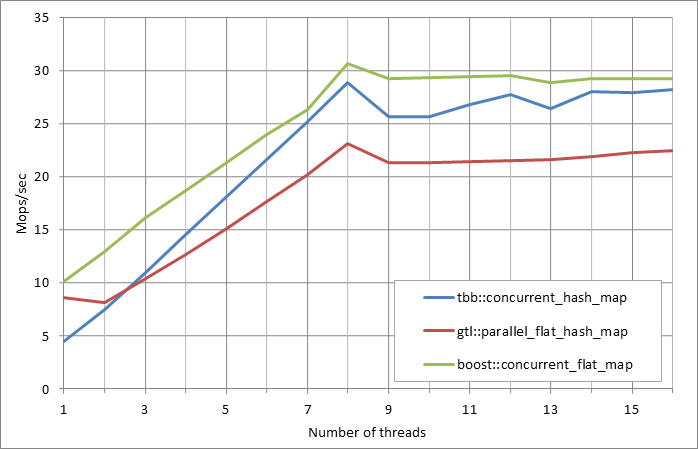 35
30
25
20
15
10
5
0
Mops/sec
tbb::concurrent_hash_map
gtl::parallel_flat_hash_map
boost::concurrent_flat_map
1 3 5 7 9 11 13 15
Number of threads